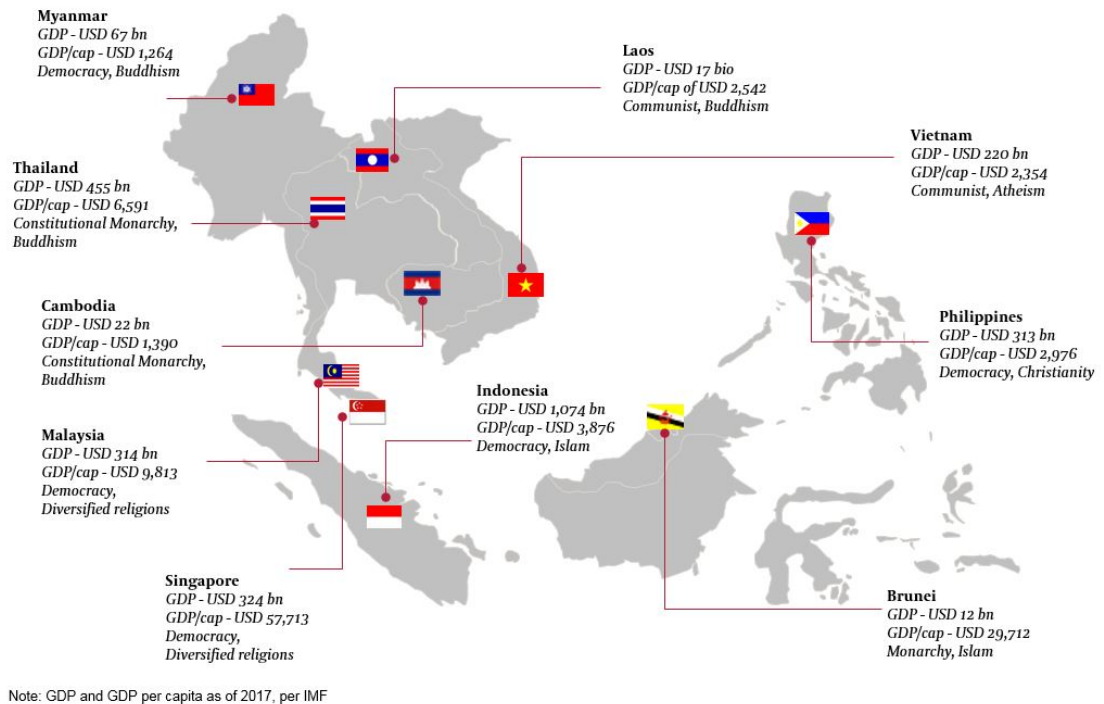 Myanmar
GDP - USD 67 bn
GDP/cap - USD 1,264
Democracy, Buddhism
Laos
GDP - USD 17 bio
GDP/cap of USD 2,542
Communist, Buddhism
Vietnam
GDP - USD 220 bn
GDP/cap - USD 2,354
Communist, Atheism
Thailand
GDP - USD 455 bn
GDP/cap - USD 6,591
Constitutional Monarchy,
Buddhism
Cambodia
GDP - USD 22 bn
GDP/cap - USD 1,390
Constitutional Monarchy,
Buddhism
Philippines
GDP - USD 313 bn
GDP/cap - USD 2,976
Democracy, Christianity
Indonesia
GDP - USD 1,074 bn
GDP/cap - USD 3,876
Democracy, Islam
Malaysia
GDP - USD 314 bn
GDP/cap - USD 9,813
Democracy,
Diversified religions
Singapore
GDP - USD 324 bn
GDP/cap - USD 57,713
Democracy,
Diversified religions
Brunei
GDP - USD 12 bn
GDP/cap - USD 29,712
Monarchy, Islam
Note: GDP and GDP per capita as of 2017, per IMF